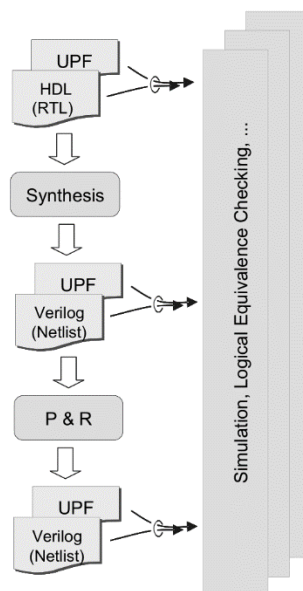 UPF
HDL
(RTL)
Synthesis
UPF
Verilog
(Netlist)
P & R
UPF
Verilog
(Netlist)
Simulation, Logical Equivalence Checking, ...